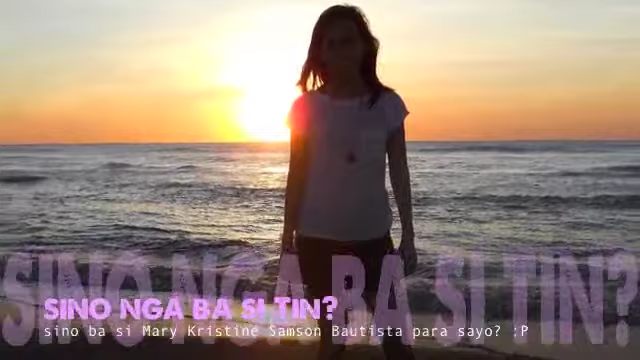 SINO NGA BA SI TIN?
SINO NGA BA SI TIN?
sino ba si Mary Kristine Samson Bautista para sayo? :P